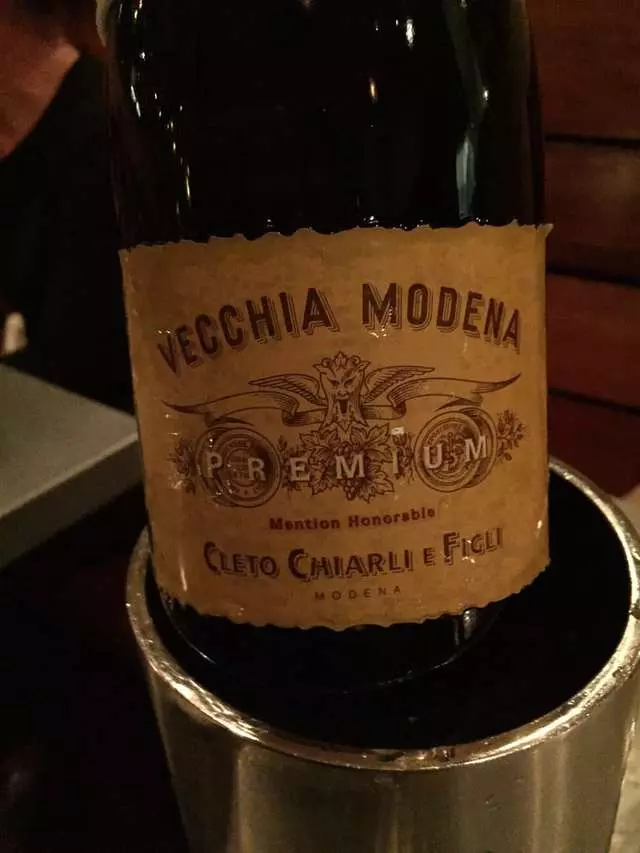 VECCHIA MODENA
PREMIUM
Mention Honorable
CLETO CHIARLI E FIGLI
MODENA